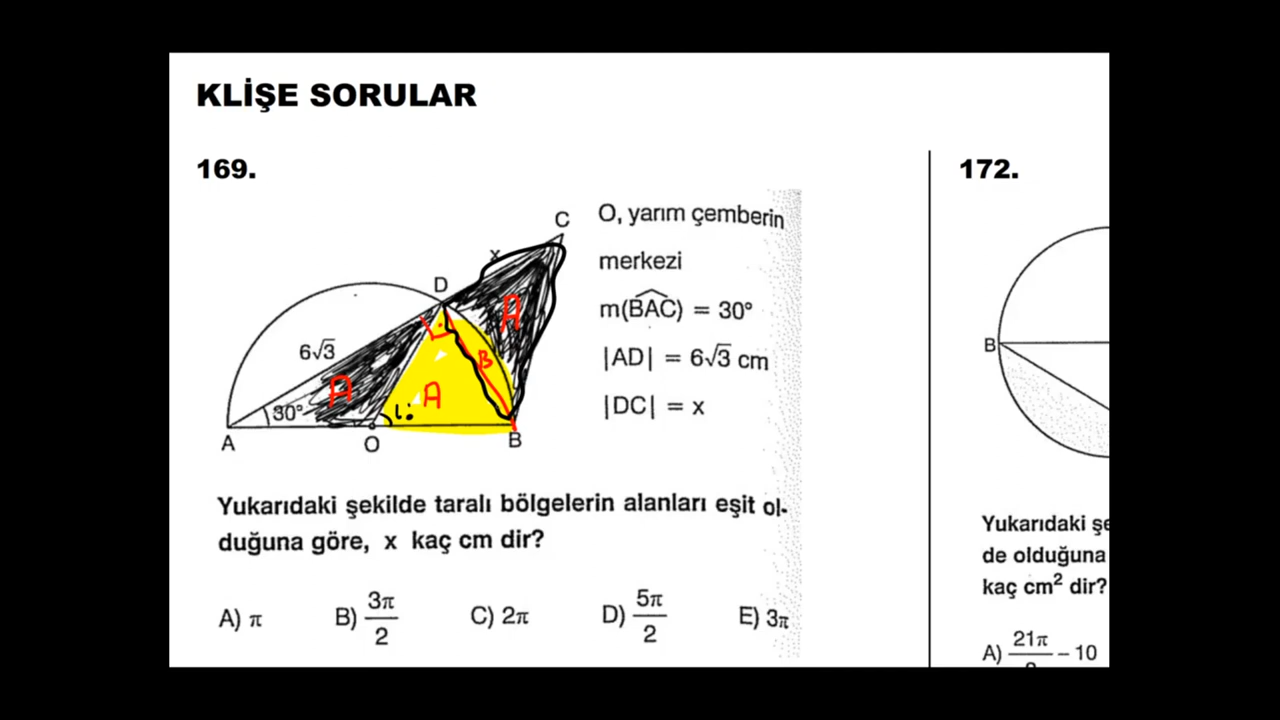 KLİŞE SORULAR
169.
C
x
D
6√3
A
A
B
A
30°
A
O
B
O, yarım çemberin
merkezi
m(BAC) = 30°
|AD| = 6√3 cm
|DC| = x
Yukarıdaki şekilde taralı bölgelerin alanları eşit ol-
duğuna göre, x kaç cm dir?
A) π B) 3π/2 C) 2π D) 5π/2 E) 3π
172.
B
Yukarıdaki şe
de olduğuna
kaç cm² dir?
A) 21π – 10